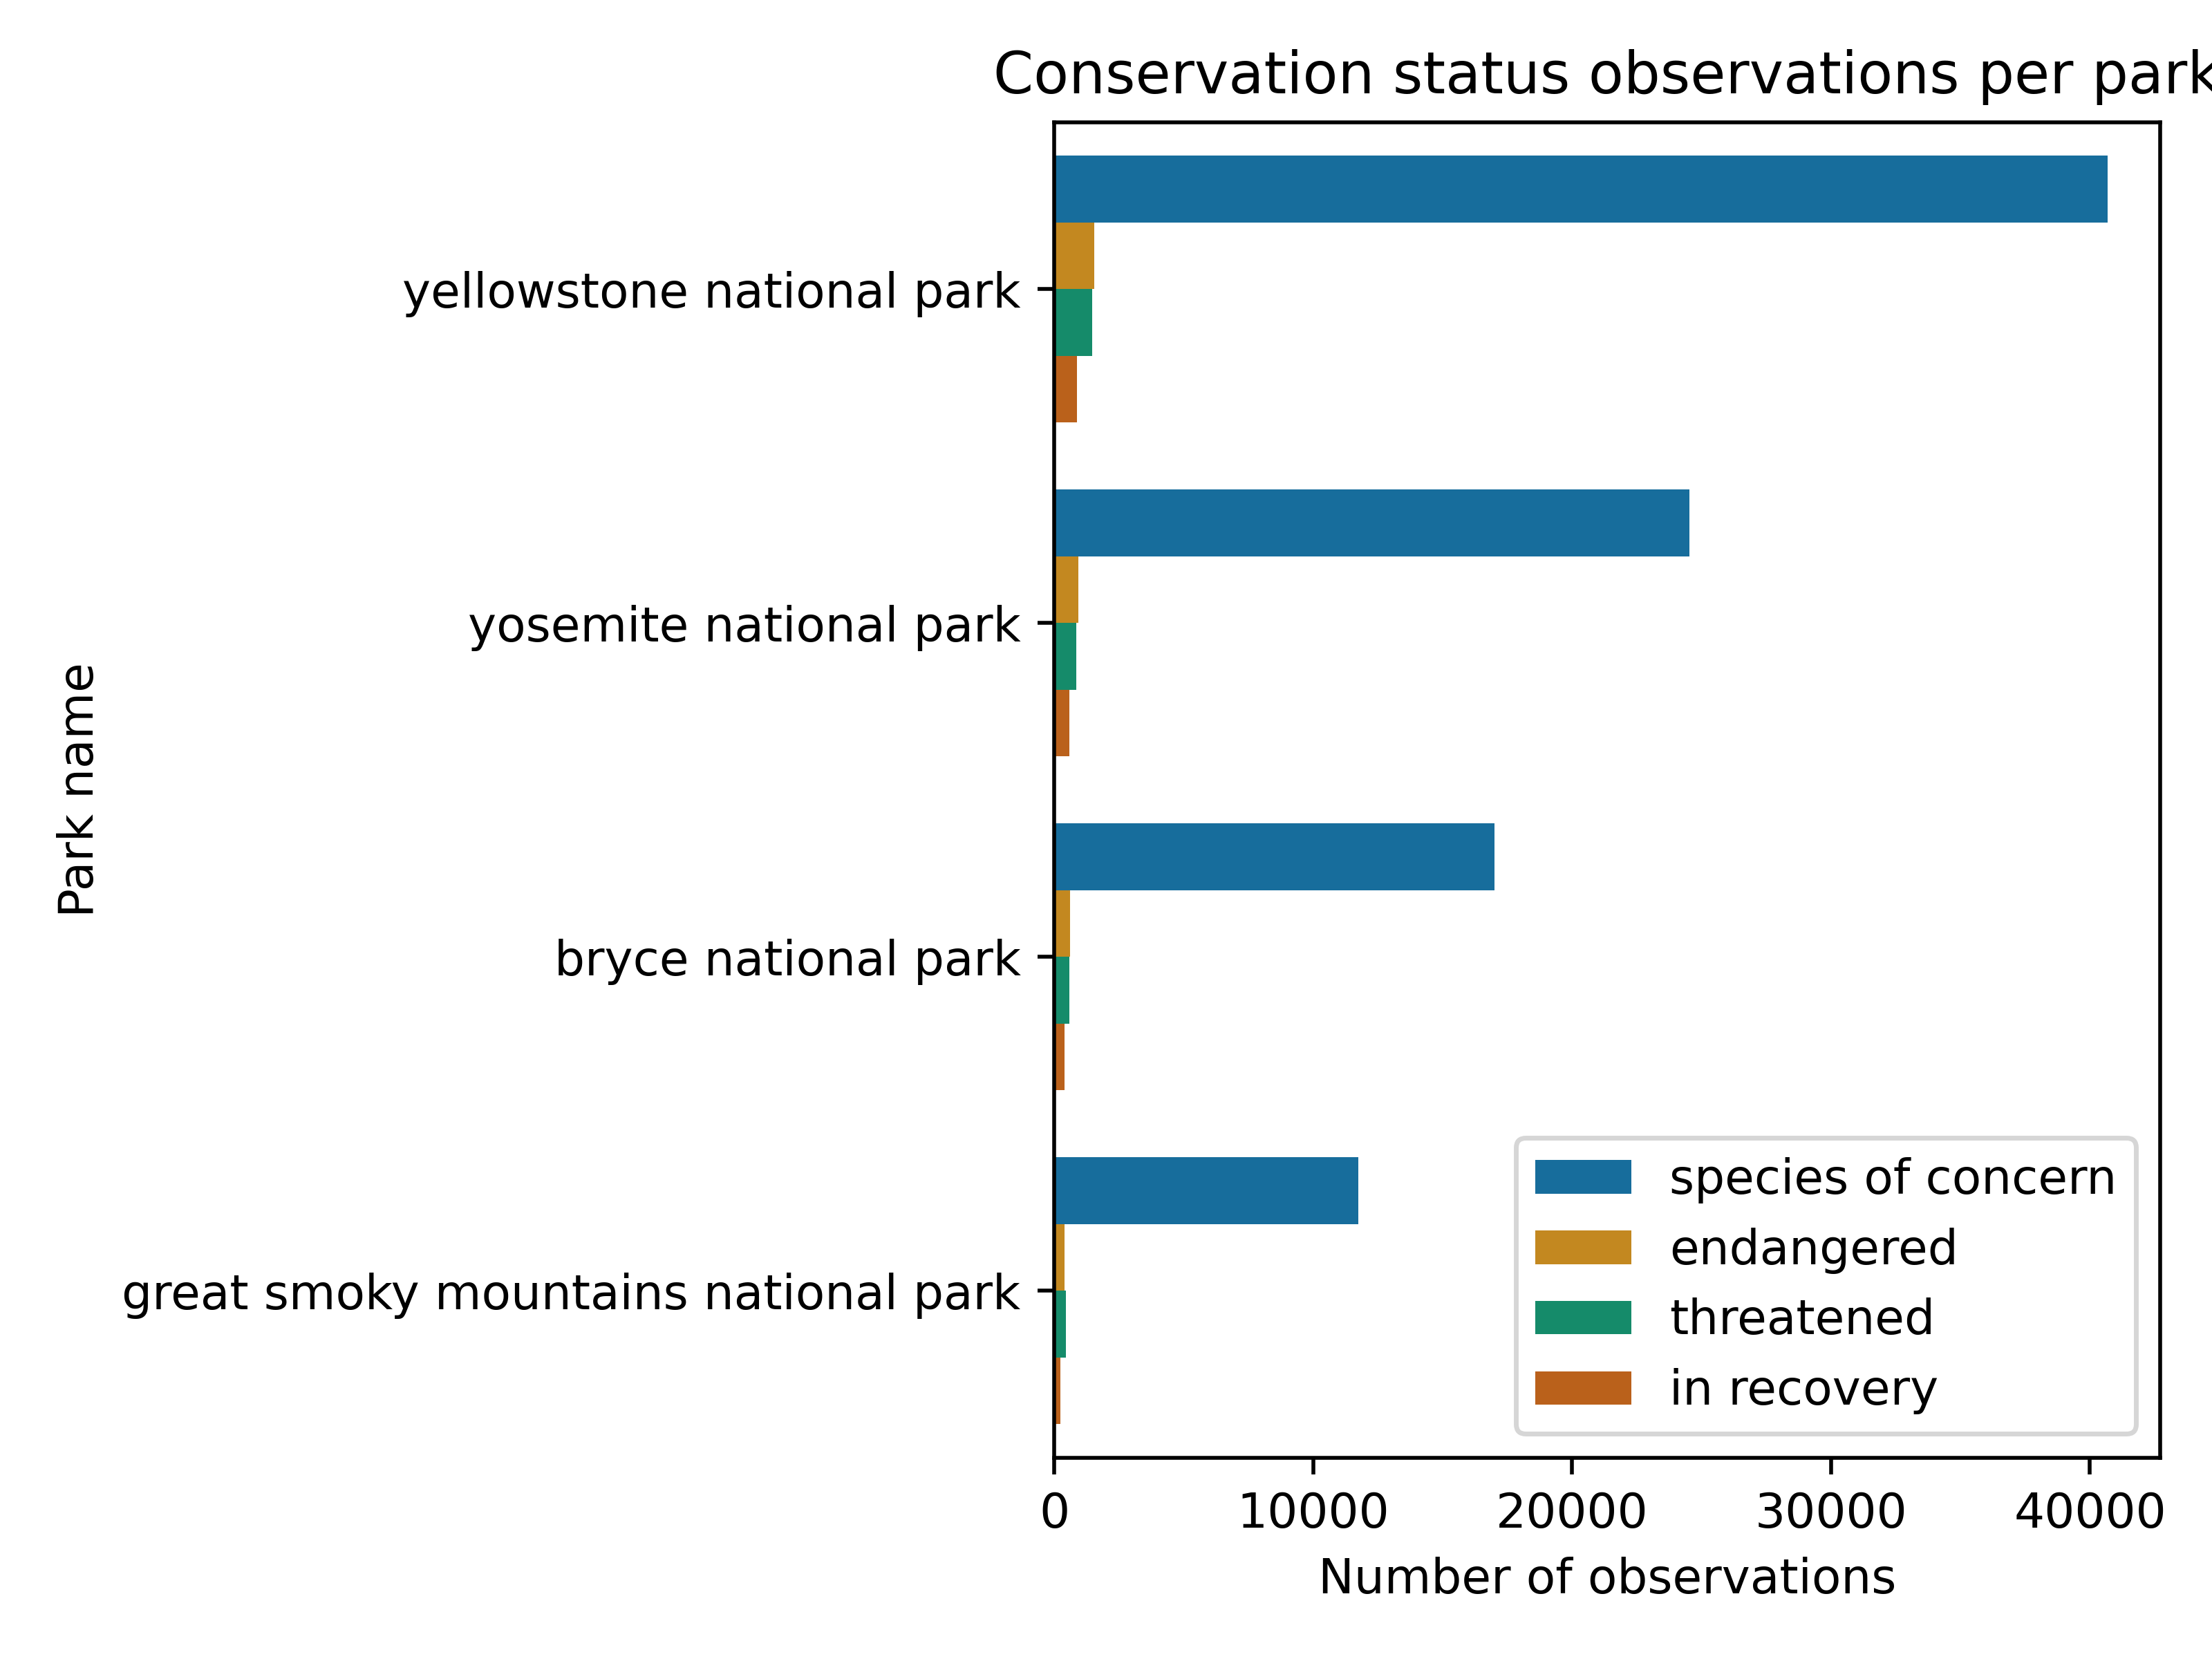 Conservation status observations per park
yellowstone national park
yosemite national park
Park name
bryce national park
great smoky mountains national park
species of concern
endangered
threatened
in recovery
0 10000 20000 30000 40000
Number of observations